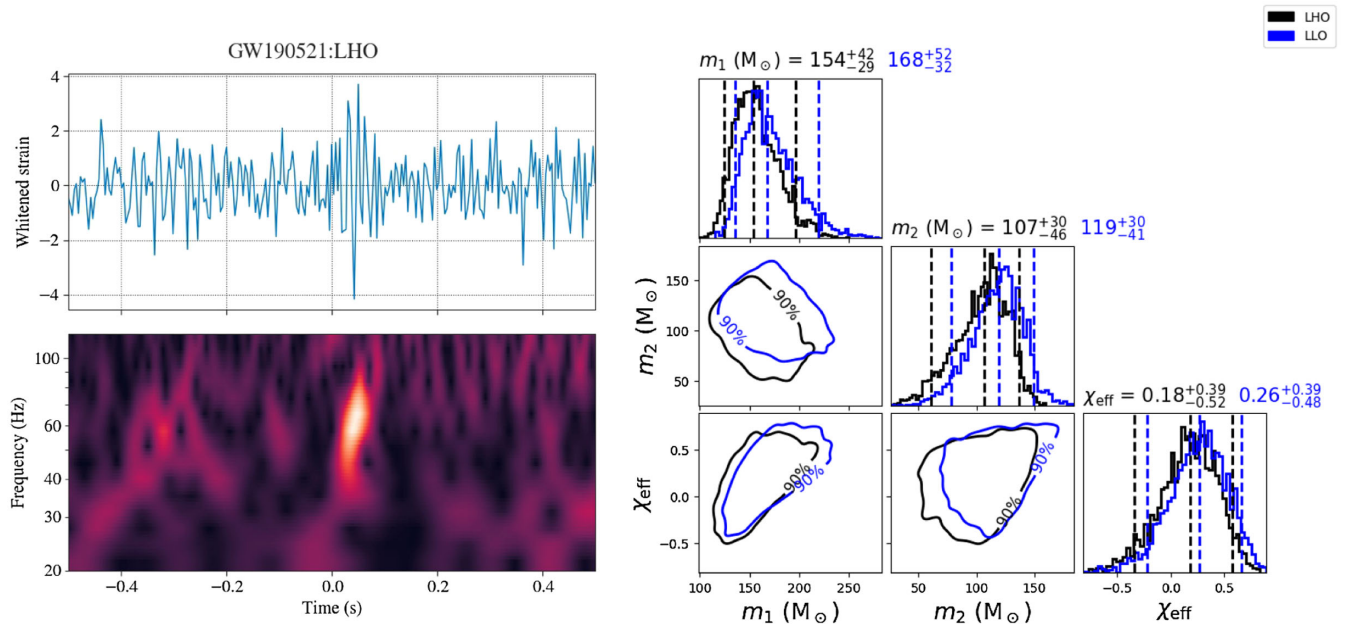 GW190521:LHO
4
2
0
−2
−4
Whitened strain
100
60
40
30
20
Frequency (Hz)
−0.4 −0.2 0.0 0.2 0.4
Time (s)
LHO
LLO
m₁ (M☉) = 154⁺⁴²₋₂₉ 168⁺⁵²₋₃₂
m₂ (M☉) = 107⁺³⁰₋₄₆ 119⁺³⁰₋₄₁
150
100
50
m₂ (M☉)
90%
90%
χeff = 0.18⁺⁰·³⁹₋₀.₅₂ 0.26⁺⁰·³⁹₋₀.₄₈
0.5
0.0
−0.5
χeff
90%
90%
90%
90%
100 150 200 250
m₁ (M☉)
50 100 150
m₂ (M☉)
−0.5 0.0 0.5
χeff